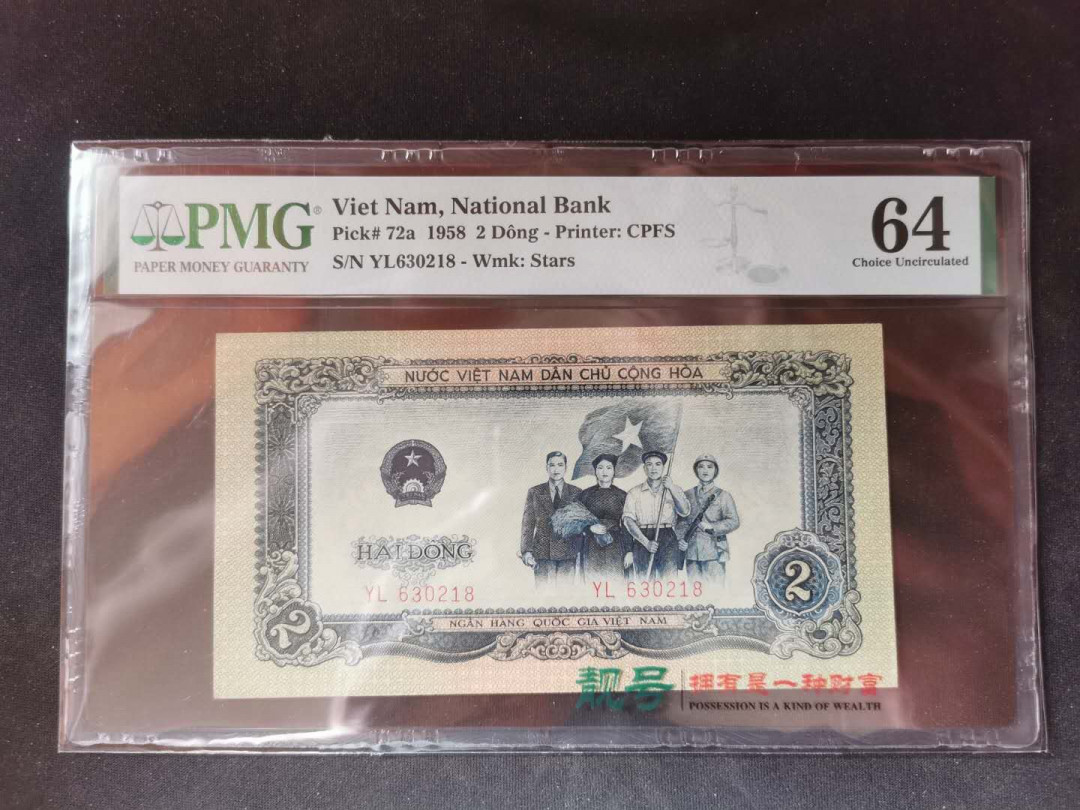 PMG®
PAPER MONEY GUARANTY
Viet Nam, National Bank
Pick# 72a 1958 2 Dông - Printer: CPFS
S/N YL630218 - Wmk: Stars
64
Choice Uncirculated
NƯỚC VIỆT NAM DÂN CHỦ CỘNG HÒA
HAI ĐỒNG
YL 630218
YL 630218
2
2
NGÂN HÀNG QUỐC GIA VIỆT NAM
靓号
拥有是一种财富
POSSESSION IS A KIND OF WEALTH